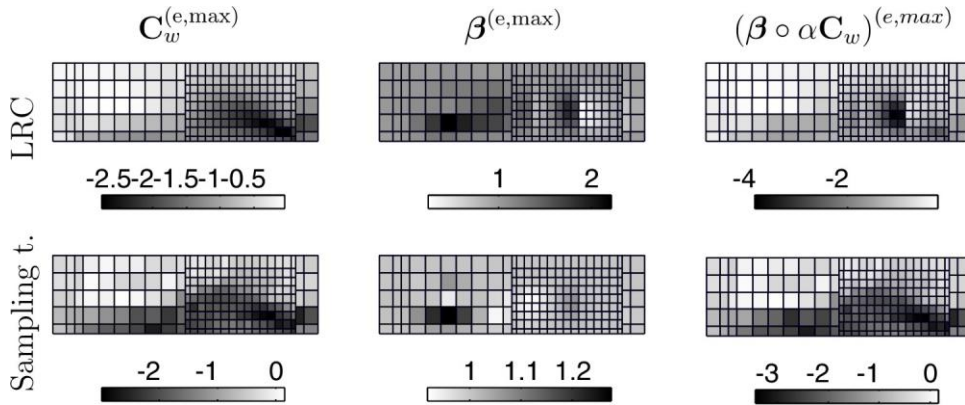 C_w^(e,max) β^(e,max) (β ∘ αC_w)^(e,max)
LRC
-2.5-2-1.5-1-0.5 1 2 -4 -2
Sampling t.
-2 -1 0 1 1.1 1.2 -3 -2 -1 0